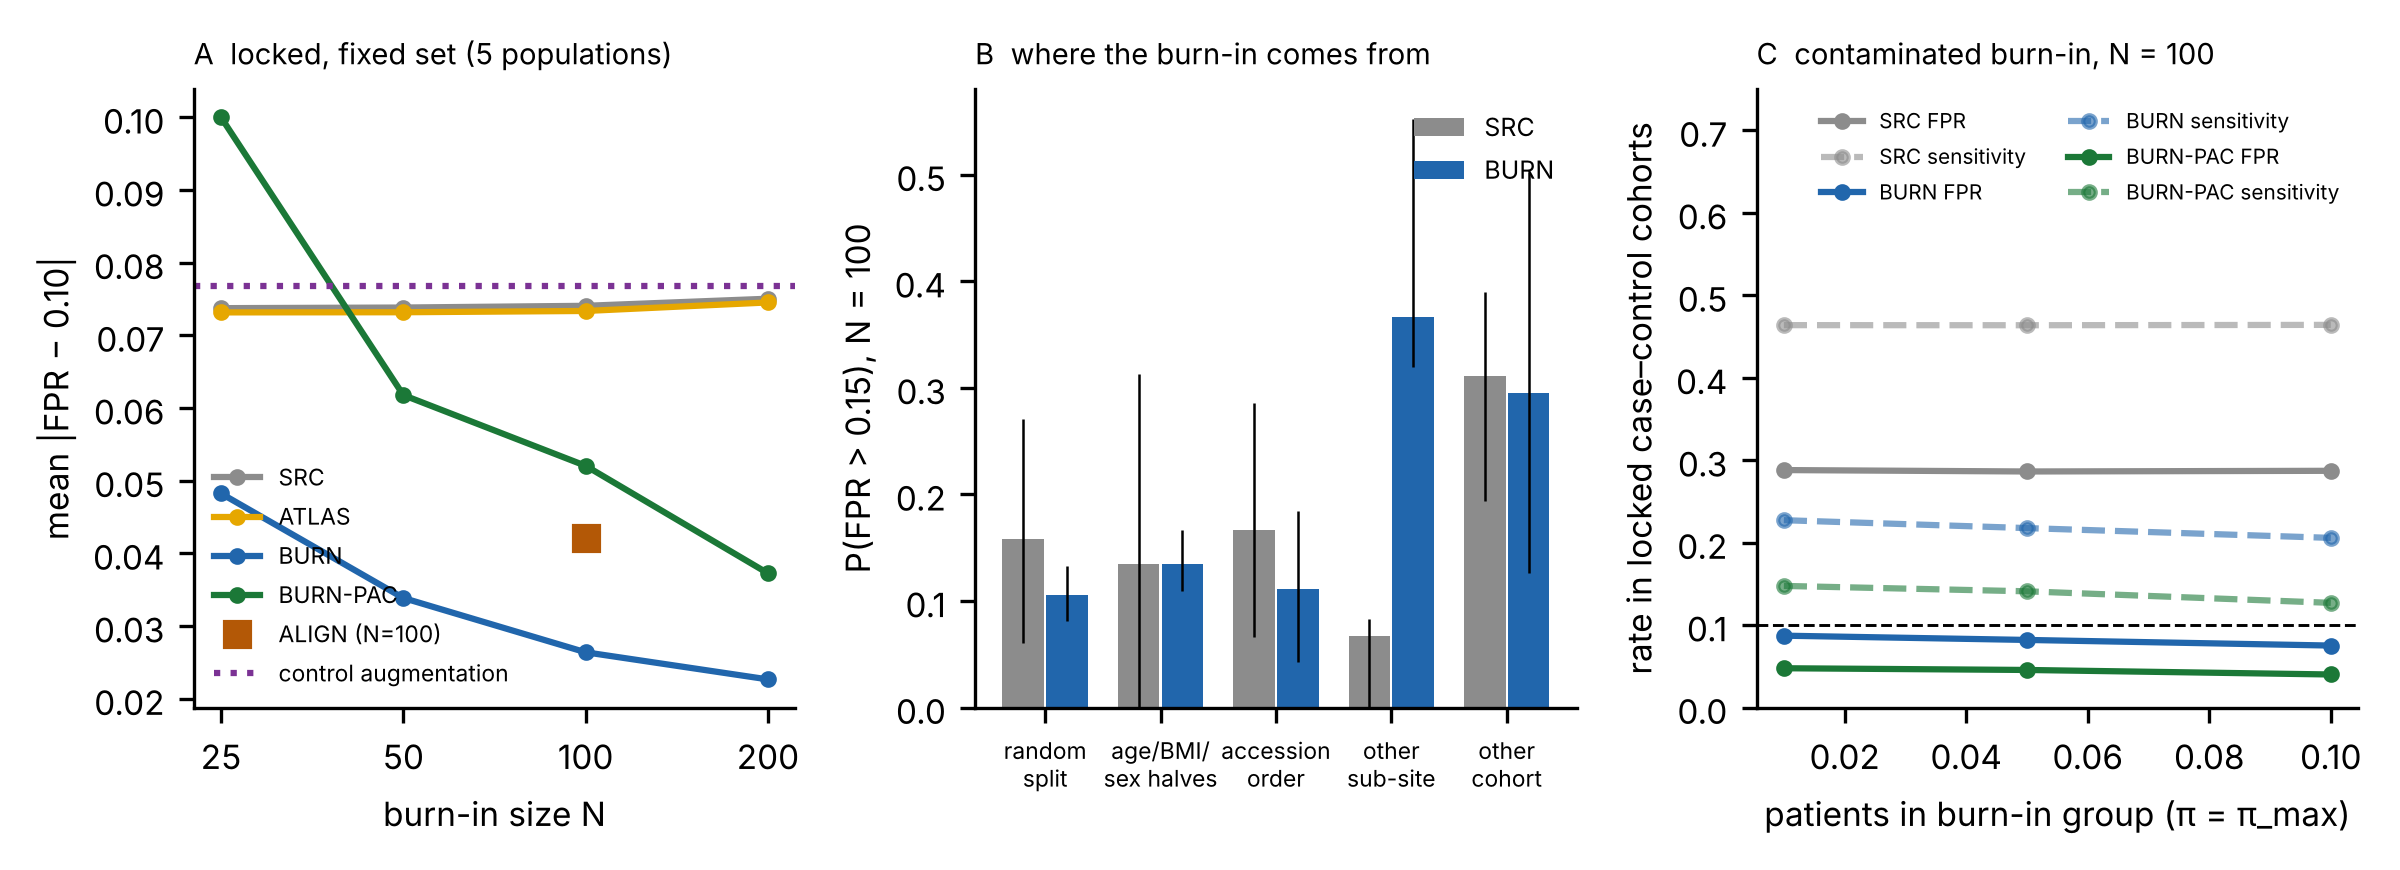 A locked, fixed set (5 populations)
mean |FPR − 0.10|
0.10
0.09
0.08
0.07
0.06
0.05
0.04
0.03
0.02
SRC
ATLAS
BURN
BURN-PAC
ALIGN (N=100)
control augmentation
25
50
100
200
burn-in size N
B where the burn-in comes from
P(FPR > 0.15), N = 100
0.5
0.4
0.3
0.2
0.1
0.0
SRC
BURN
random
split
age/BMI/
sex halves
accession
order
other
sub-site
other
cohort
C contaminated burn-in, N = 100
rate in locked case–control cohorts
0.7
0.6
0.5
0.4
0.3
0.2
0.1
0.0
SRC FPR
SRC sensitivity
BURN FPR
BURN sensitivity
BURN-PAC FPR
BURN-PAC sensitivity
0.02
0.04
0.06
0.08
0.10
patients in burn-in group (π = π_max)